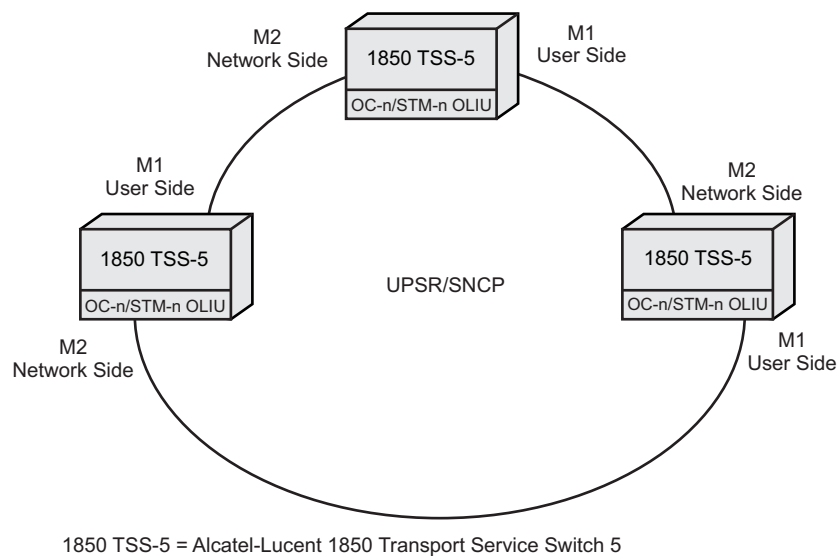 M2
Network Side
1850 TSS-5
OC-n/STM-n OLIU
M1
User Side
M1
User Side
1850 TSS-5
OC-n/STM-n OLIU
M2
Network Side
UPSR/SNCP
M2
Network Side
1850 TSS-5
OC-n/STM-n OLIU
M1
User Side
1850 TSS-5 = Alcatel-Lucent 1850 Transport Service Switch 5